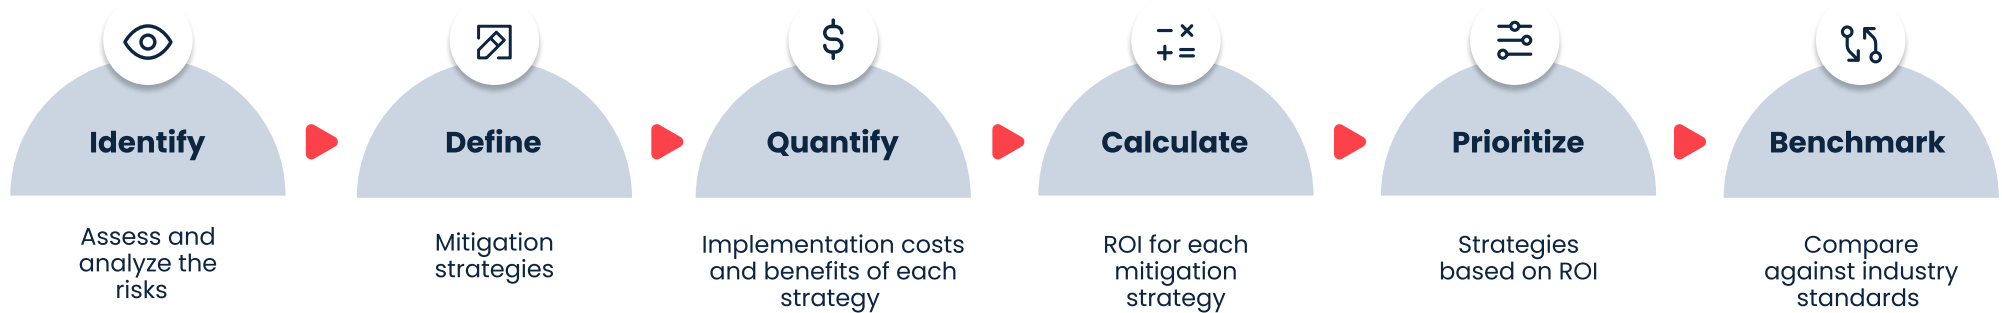 Identify
Assess and
analyze the
risks
Define
Mitigation
strategies
Quantify
Implementation costs
and benefits of each
strategy
Calculate
ROI for each
mitigation
strategy
Prioritize
Strategies
based on ROI
Benchmark
Compare
against industry
standards